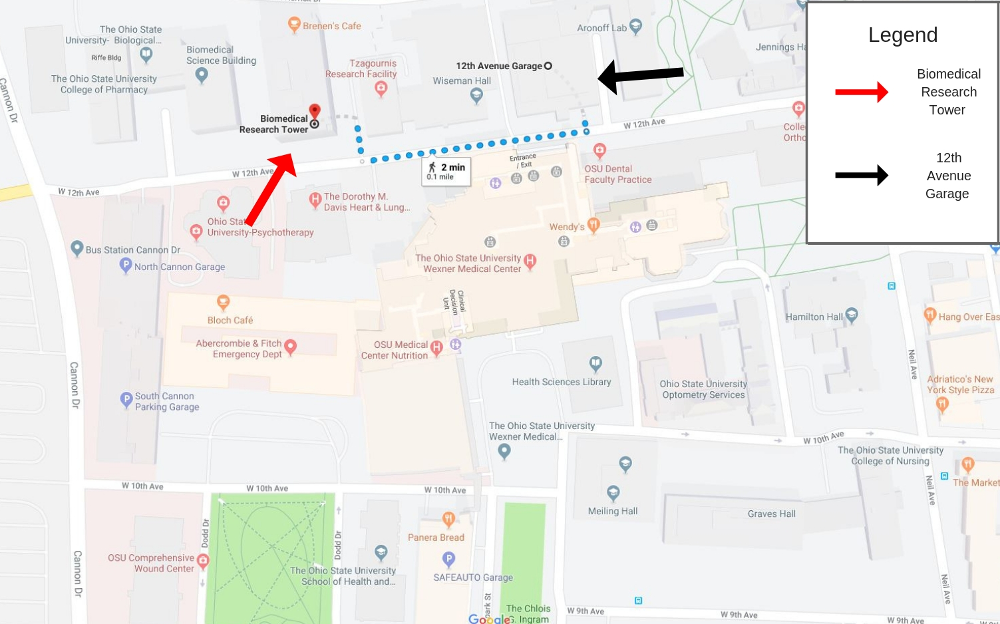 The Ohio State
University- Biological...
Riffe Bldg
Biomedical
Science Building
The Ohio State University
College of Pharmacy
Brenen's Cafe
Tzagournis
Research Facility
12th Avenue Garage
Wiseman Hall
Aronoff Lab
Legend
Biomedical
Research
Tower
12th
Avenue
Garage
Cannon Dr
Biomedical
Research Tower
W 12th Ave
W 12th Ave
W 12th Ave
2 min
0.1 mile
Entrance
/ Exit
OSU Dental
Faculty Practice
The Dorothy M.
Davis Heart & Lung...
University-Psychotherapy
Wendy's
Bus Station Cannon Dr
North Cannon Garage
The Ohio State University
Wexner Medical Center
Clinical
Decision
Unit
Bloch Café
Abercrombie & Fitch
Emergency Dept
OSU Medical
Center Nutrition
Hamilton Hall
Neil Ave
Cannon Dr
Health Sciences Library
Ohio State University
Optometry Services
Adriatico's New
York Style Pizza
South Cannon
Parking Garage
The Ohio State University
Wexner Medical...
W 10th Ave
The Ohio State University
College of Nursing
The Market
Neil Ave
W 10th Ave
W 10th Ave
W 10th Ave
Meiling Hall
Graves Hall
Dodd Dr
Dodd Dr
Panera Bread
OSU Comprehensive
Wound Center
Cannon Dr
The Ohio State University
School of Health and...
SAFEAUTO Garage
Neil Ave
The Chlois
G. Ingram
Google
W 9th Ave
W 9th Ave
W 9th Ave